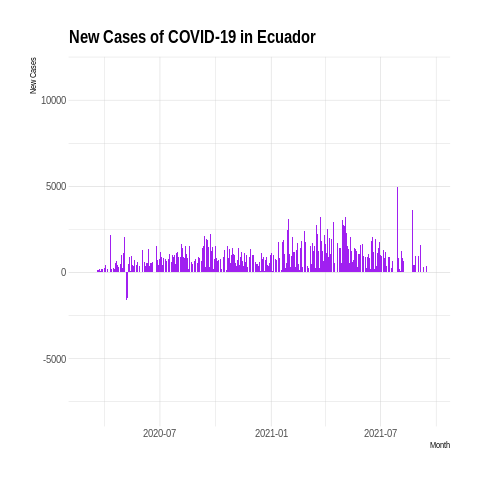 New Cases of COVID-19 in Ecuador
New Cases
10000
5000
0
-5000
2020-07
2021-01
2021-07
Month